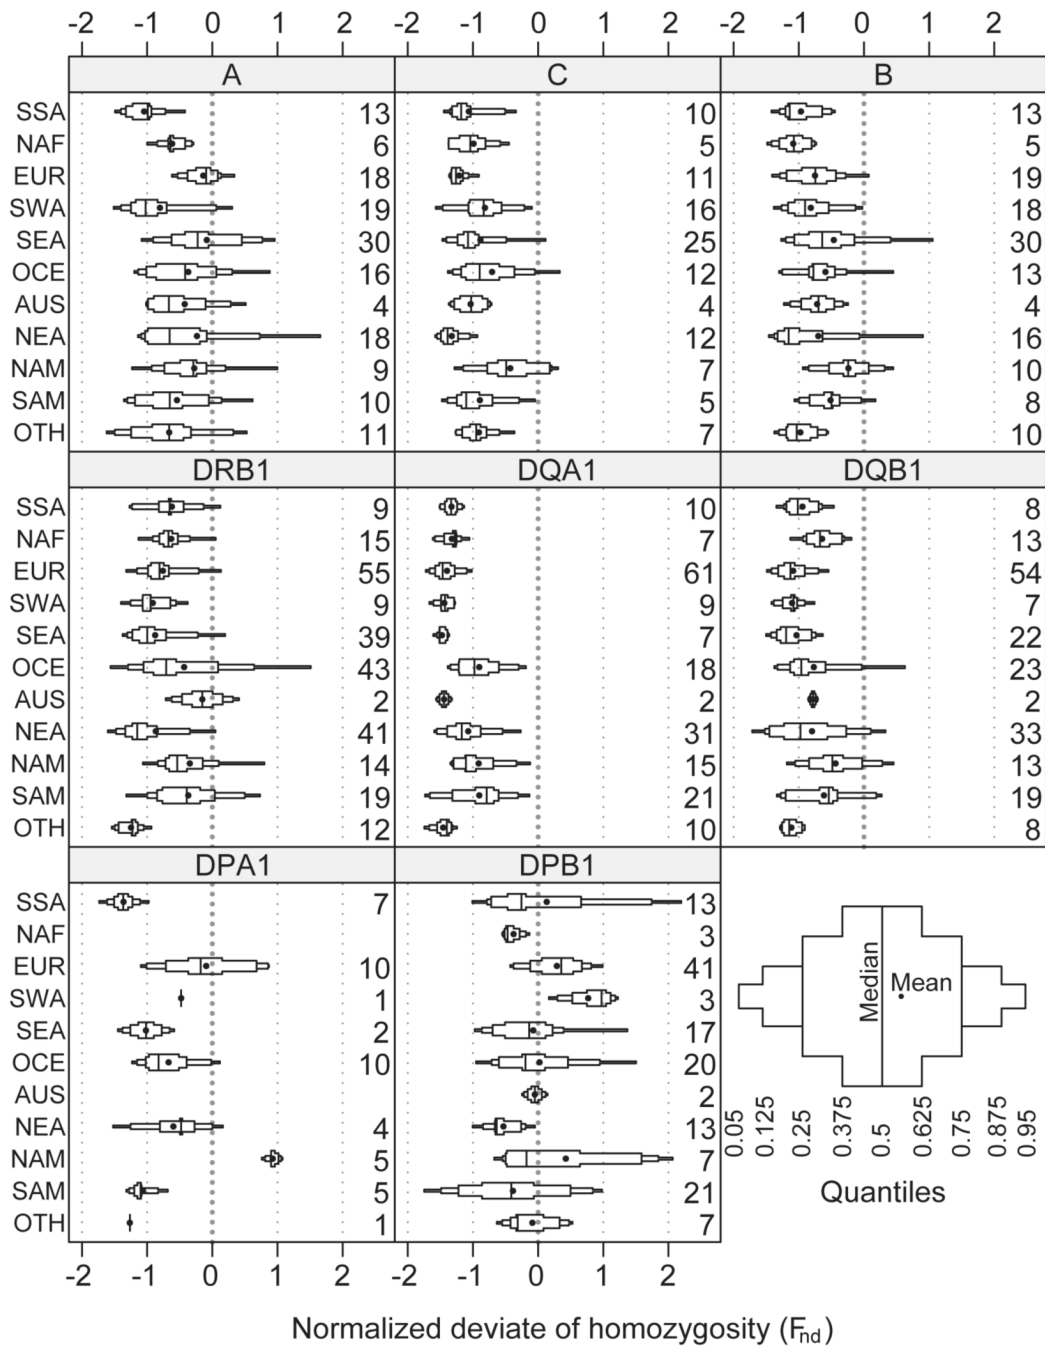 -2 -1 0 1 2 -2 -1 0 1 2 -2 -1 0 1 2
A C B
SSA 13 10 13
NAF 6 5 5
EUR 18 11 19
SWA 19 16 18
SEA 30 25 30
OCE 16 12 13
AUS 4 4 4
NEA 18 12 16
NAM 9 7 10
SAM 10 5 8
OTH 11 7 10
DRB1 DQA1 DQB1
SSA 9 10 8
NAF 15 7 13
EUR 55 61 54
SWA 9 9 7
SEA 39 7 22
OCE 43 18 23
AUS 2 2 2
NEA 41 31 33
NAM 14 15 13
SAM 19 21 19
OTH 12 10 8
DPA1 DPB1
SSA 7 13
NAF 3
EUR 10 41
SWA 1 3
SEA 2 17
OCE 10 20
AUS 2
NEA 4 13
NAM 5 7
SAM 5 21
OTH 1 7
Median
Mean
0.05 0.125 0.25 0.375 0.5 0.625 0.75 0.875 0.95
Quantiles
-2 -1 0 1 2 -2 -1 0 1 2
Normalized deviate of homozygosity (Fnd)